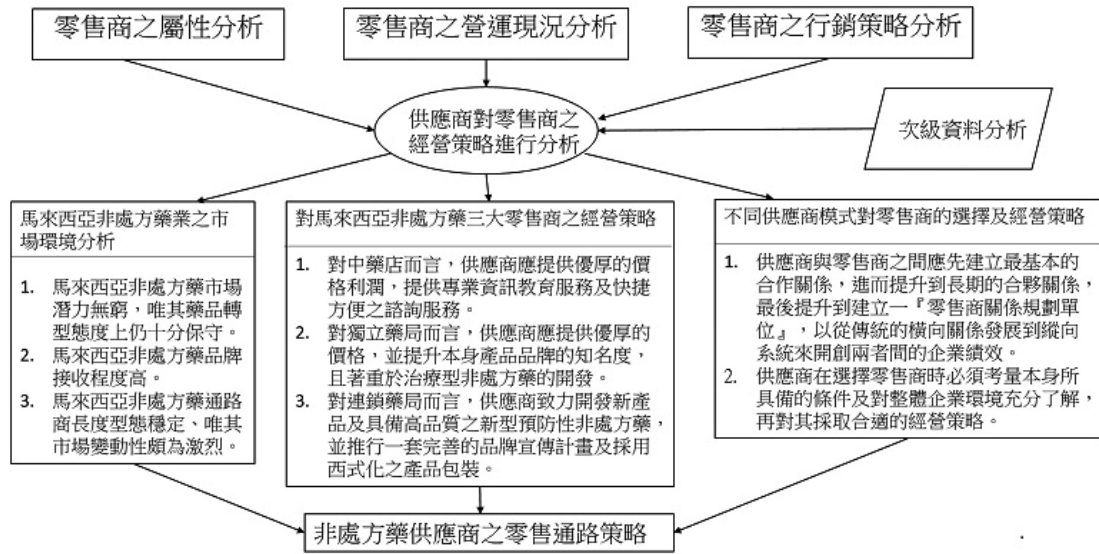 零售商之屬性分析
零售商之營運現況分析
零售商之行銷策略分析
供應商對零售商之
經營策略進行分析
次級資料分析
馬來西亞非處方藥業之市
場環境分析
1. 馬來西亞非處方藥市場
潛力無窮，唯其藥品轉
型態度上仍十分保守。
2. 馬來西亞非處方藥品牌
接收程度高。
3. 馬來西亞非處方藥通路
商長度型態穩定、唯其
市場變動性頗為激烈。
對馬來西亞非處方藥三大零售商之經營策略
1. 對中藥店而言，供應商應提供優厚的價
格利潤，提供專業資訊教育服務及快捷
方便之諮詢服務。
2. 對獨立藥局而言，供應商應提供優厚的
價格，並提升本身產品品牌的知名度，
且著重於治療型非處方藥的開發。
3. 對連鎖藥局而言，供應商致力開發新產
品及具備高品質之新型預防性非處方藥，
並推行一套完善的品牌宣傳計畫及採用
西式化之產品包裝。
不同供應商模式對零售商的選擇及經營策略
1. 供應商與零售商之間應先建立最基本的
合作關係，進而提升到長期的合夥關係，
最後提升到建立一『零售商關係規劃單
位』，以從傳統的橫向關係發展到縱向
系統來開創兩者間的企業績效。
2. 供應商在選擇零售商時必須考量本身所
具備的條件及對整體企業環境充分了解，
再對其採取合適的經營策略。
非處方藥供應商之零售通路策略